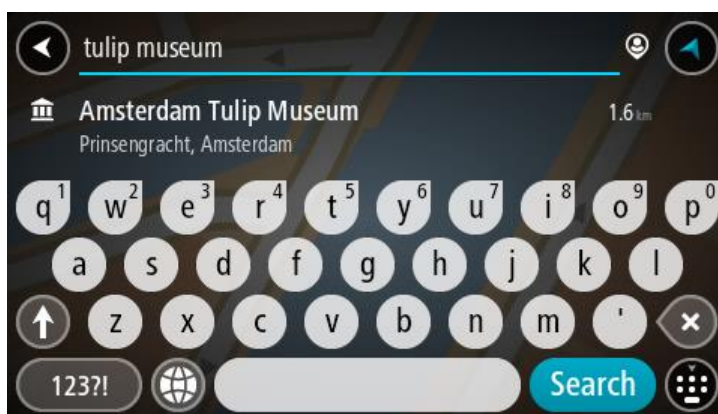 tulip museum
Amsterdam Tulip Museum 1.6 km
Prinsengracht, Amsterdam
q 1 w 2 e 3 r 4 t 5 y 6 u 7 i 8 o 9 p 0
a s d f g h j k l
z x c v b n m '
123?! Search